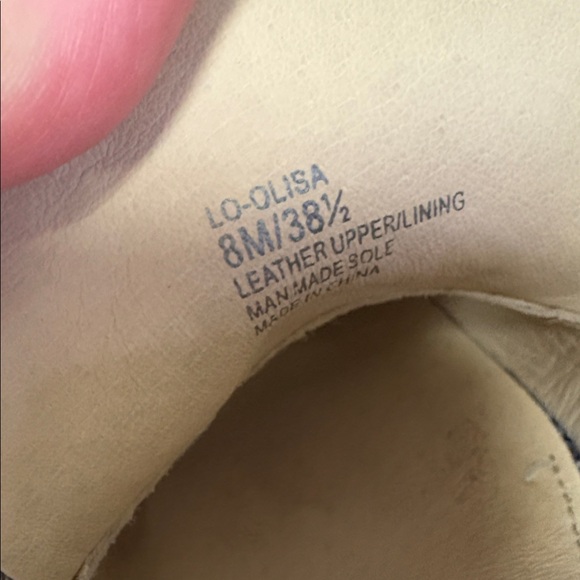 LO-OLISA
8M/38½
LEATHER UPPER/LINING
MAN MADE SOLE
MADE IN CHINA